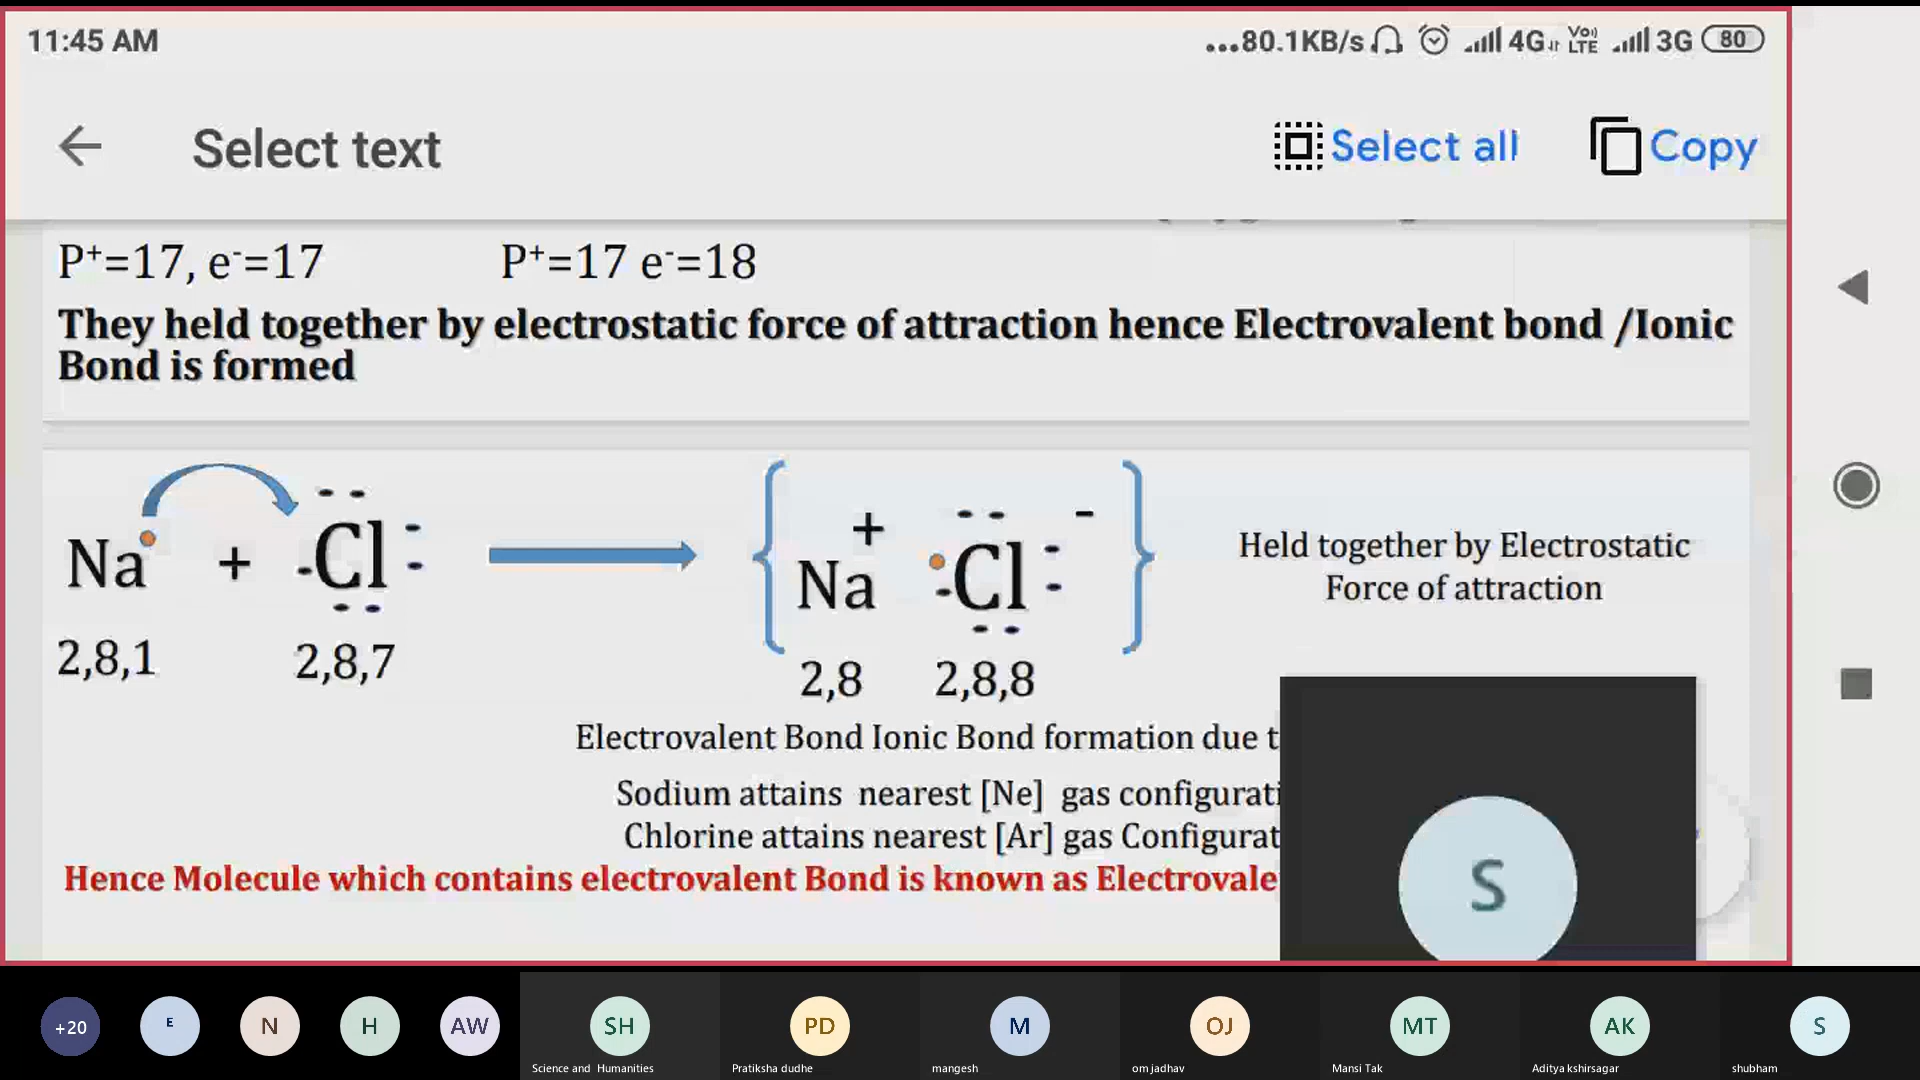 11:45 AM
...80.1KB/s 4G Vo)) LTE 3G 80
Select text
Select all
Copy
P⁺=17, e⁻=17 P⁺=17 e⁻=18
They held together by electrostatic force of attraction hence Electrovalent bond /Ionic
Bond is formed
Na + Cl
2,8,1 2,8,7
+ -
Na Cl
2,8 2,8,8
Held together by Electrostatic
Force of attraction
Electrovalent Bond Ionic Bond formation due
Sodium attains nearest [Ne] gas
Chlorine attains nearest [Ar] gas
Hence Molecule which contains electrovalent Bond is known as
S
+20 E N H AW SH PD M OJ MT AK S
Science and Humanities Pratiksha dudhe mangesh om jadhav Mansi Tak Aditya kshirsagar shubham